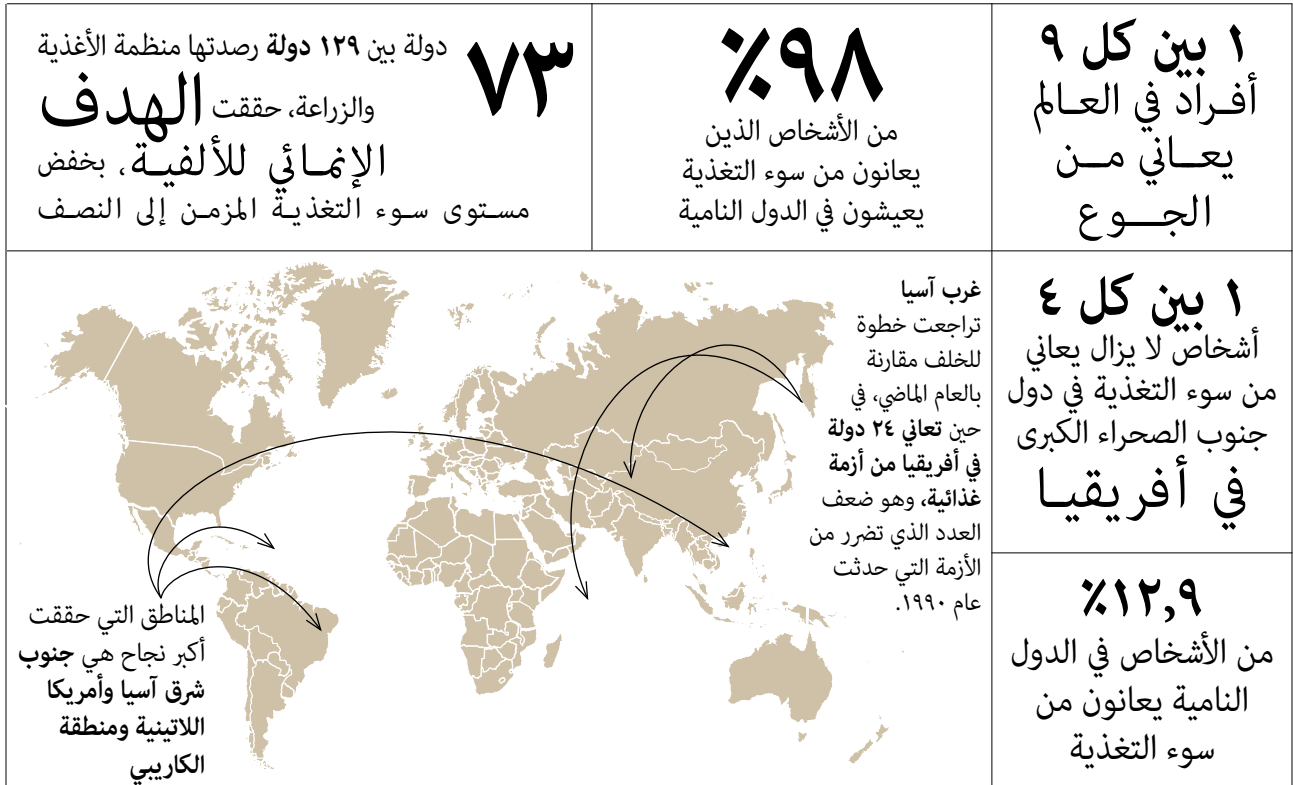 ١ بين كل ٩
أفراد في العالم
يعاني من
الجوع
٩٨٪
من الأشخاص الذين
يعانون من سوء التغذية
يعيشون في الدول النامية
٧٣ دولة بين ١٢٩ دولة رصدتها منظمة الأغذية
والزراعة، حققت الهدف
الإنمائي للألفية، بخفض
مستوى سوء التغذية المزمن إلى النصف
١ بين كل ٤
أشخاص لا يزال يعاني
من سوء التغذية في دول
جنوب الصحراء الكبرى
في أفريقيا
١٢,٩٪
من الأشخاص في الدول
النامية يعانون من
سوء التغذية
غرب آسيا
تراجعت خطوة
للخلف مقارنة
بالعام الماضي، في
حين تعاني ٢٤ دولة
في أفريقيا من أزمة
غذائية، وهو ضعف
العدد الذي تضرر من
الأزمة التي حدثت
عام ١٩٩٠.
المناطق التي حققت
أكبر نجاح هي جنوب
شرق آسيا وأمريكا
اللاتينية ومنطقة
الكاريبي